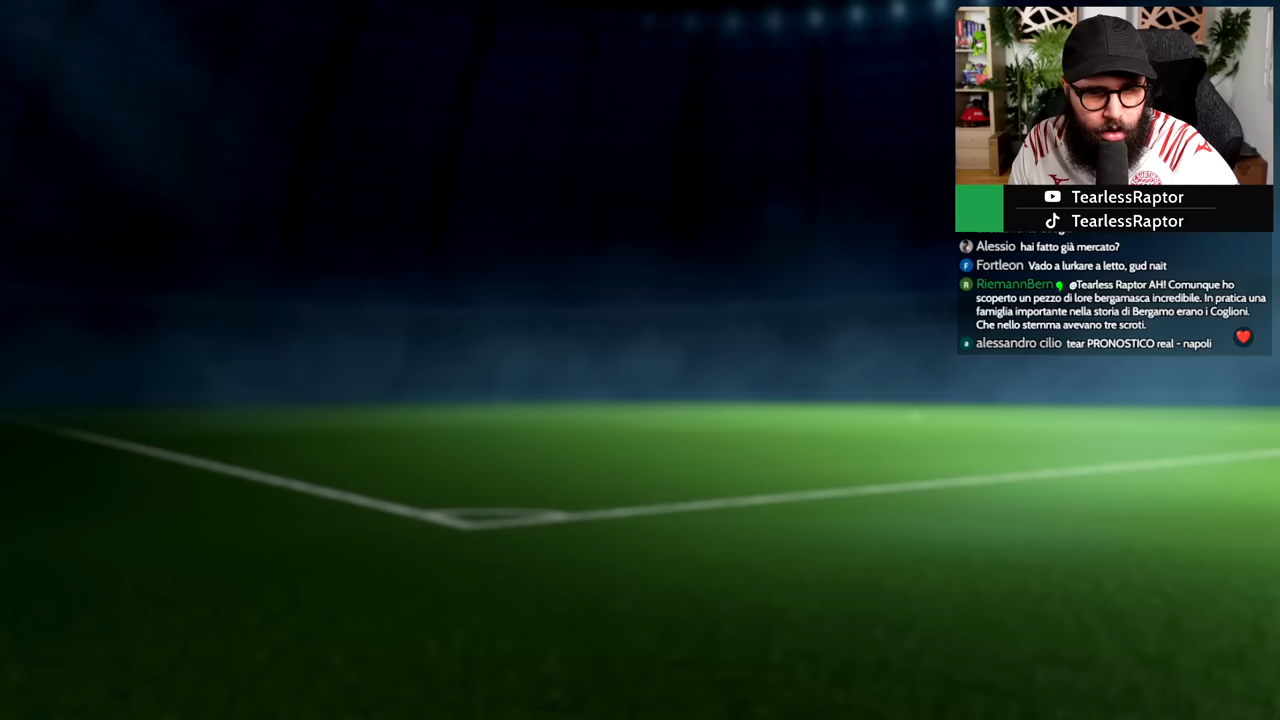 TearlessRaptor
TearlessRaptor
Alessio hai fatto già mercato?
F Fortleon Vado a lurkare a letto, gud nait
R RiemannBern @Tearless Raptor AH! Comunque ho
scoperto un pezzo di lore bergamasca incredibile. In pratica una
famiglia importante nella storia di Bergamo erano i Coglioni.
Che nello stemma avevano tre scroti.
a alessandro cilio tear PRONOSTICO real - napoli